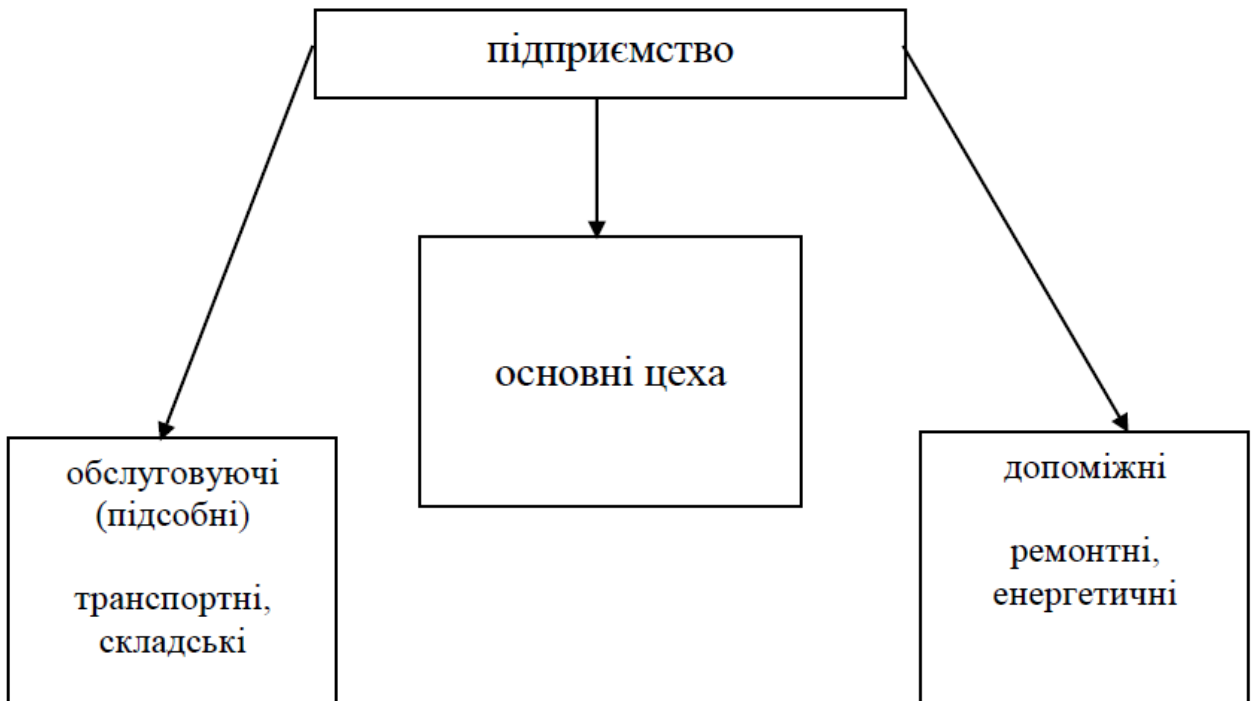 підприємство
основні цеха
обслуговуючі
(підсобні)
транспортні,
складські
допоміжні
ремонтні,
енергетичні